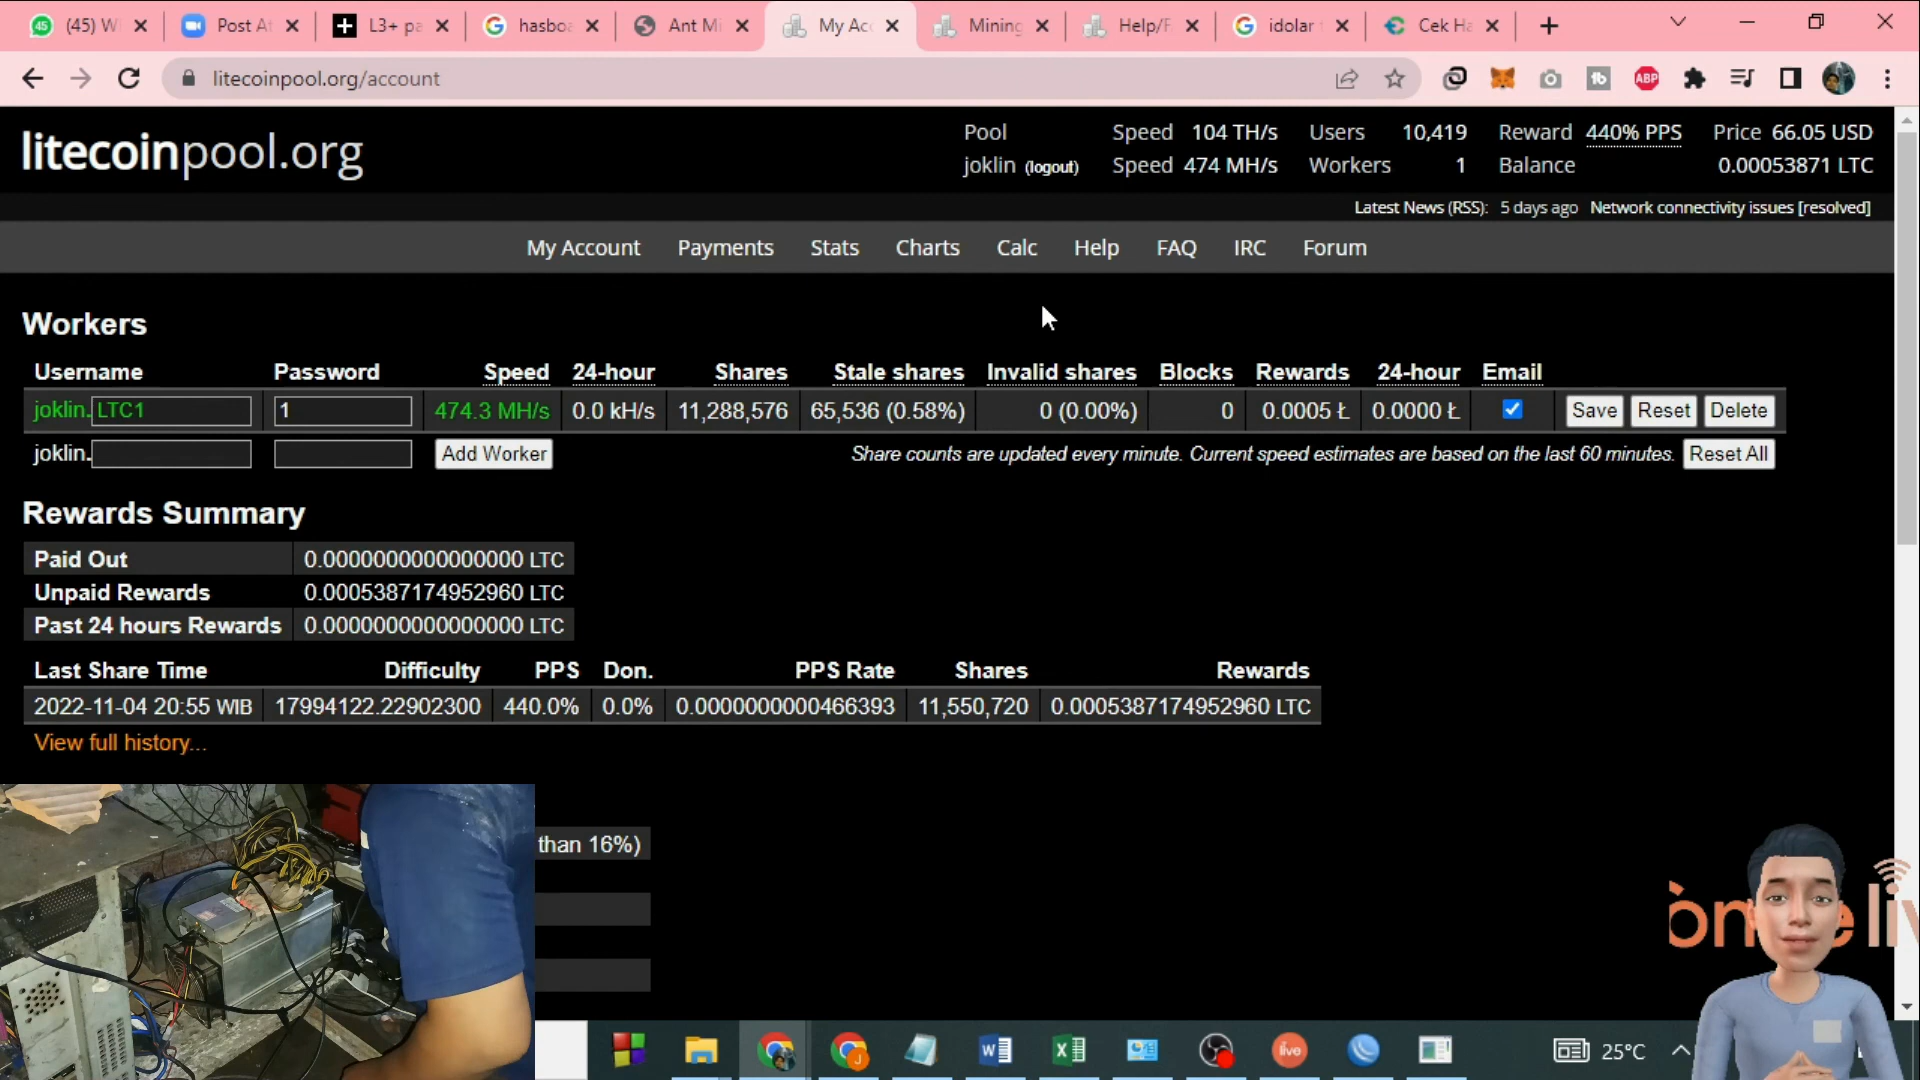 (45) W
Post At
L3+ pa
hasboa
Ant Mi
My Acc
Mining
Help/F
idolar
Cek Ha
litecoinpool.org/account
litecoinpool.org
Pool Speed 104 TH/s Users 10,419 Reward 440% PPS Price 66.05 USD
joklin (logout) Speed 474 MH/s Workers 1 Balance 0.00053871 LTC
Latest News (RSS): 5 days ago Network connectivity issues [resolved]
My Account Payments Stats Charts Calc Help FAQ IRC Forum
Workers
Username Password Speed 24-hour Shares Stale shares Invalid shares Blocks Rewards 24-hour Email
joklin. LTC1 1 474.3 MH/s 0.0 kH/s 11,288,576 65,536 (0.58%) 0 (0.00%) 0 0.0005 Ł 0.0000 Ł Save Reset Delete
joklin. Add Worker Share counts are updated every minute. Current speed estimates are based on the last 60 minutes. Reset All
Rewards Summary
Paid Out 0.0000000000000000 LTC
Unpaid Rewards 0.0005387174952960 LTC
Past 24 hours Rewards 0.0000000000000000 LTC
Last Share Time Difficulty PPS Don. PPS Rate Shares Rewards
2022-11-04 20:55 WIB 17994122.22902300 440.0% 0.0% 0.0000000000466393 11,550,720 0.0005387174952960 LTC
View full history...
than 16%)
25°C